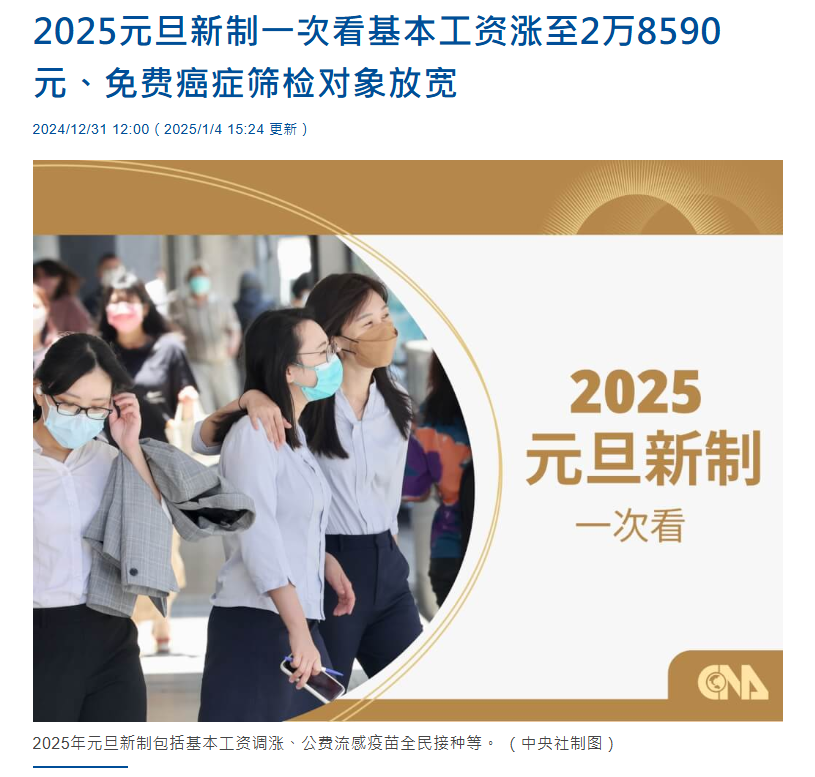 2025元旦新制一次看基本工资涨至2万8590
元、免费癌症筛检对象放宽
2024/12/31 12:00（2025/1/4 15:24 更新）
2025
元旦新制
一次看
CNA
2025年元旦新制包括基本工资调涨、公费流感疫苗全民接种等。（中央社制图）